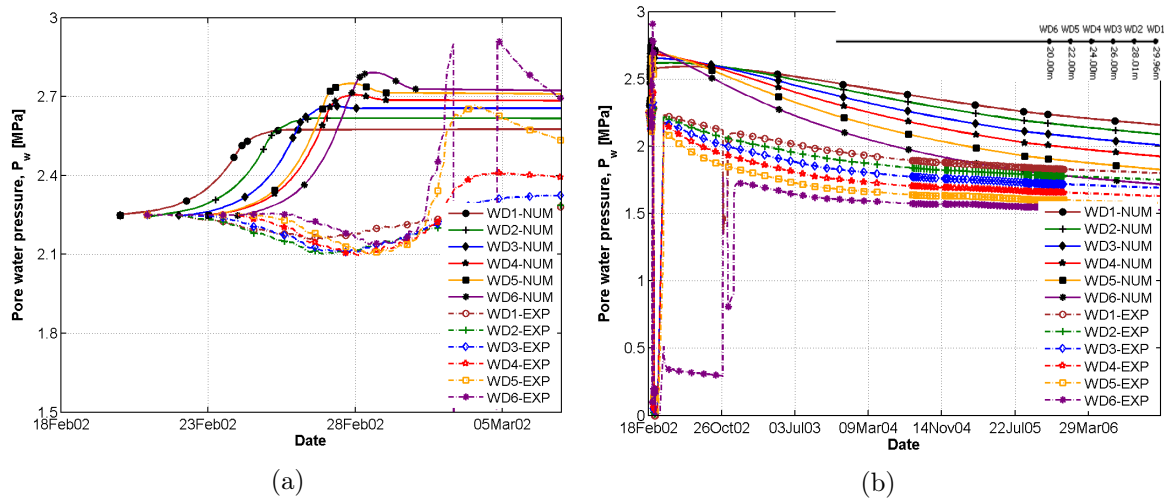 3
2.7
2.4
2.1
1.8
1.5
Pore water pressure, P_w [MPa]
18Feb02 23Feb02 28Feb02 05Mar02
Date
WD1-NUM
WD2-NUM
WD3-NUM
WD4-NUM
WD5-NUM
WD6-NUM
WD1-EXP
WD2-EXP
WD3-EXP
WD4-EXP
WD5-EXP
WD6-EXP
(a)
3
2.5
2
1.5
1
0.5
0
Pore water pressure, P_w [MPa]
WD6 WD5 WD4 WD3 WD2 WD1
20.00m 22.00m 24.00m 26.00m 28.01m 29.96m
18Feb02 26Oct02 03Jul03 09Mar04 14Nov04 22Jul05 29Mar06
Date
WD1-NUM
WD2-NUM
WD3-NUM
WD4-NUM
WD5-NUM
WD6-NUM
WD1-EXP
WD2-EXP
WD3-EXP
WD4-EXP
WD5-EXP
WD6-EXP
(b)